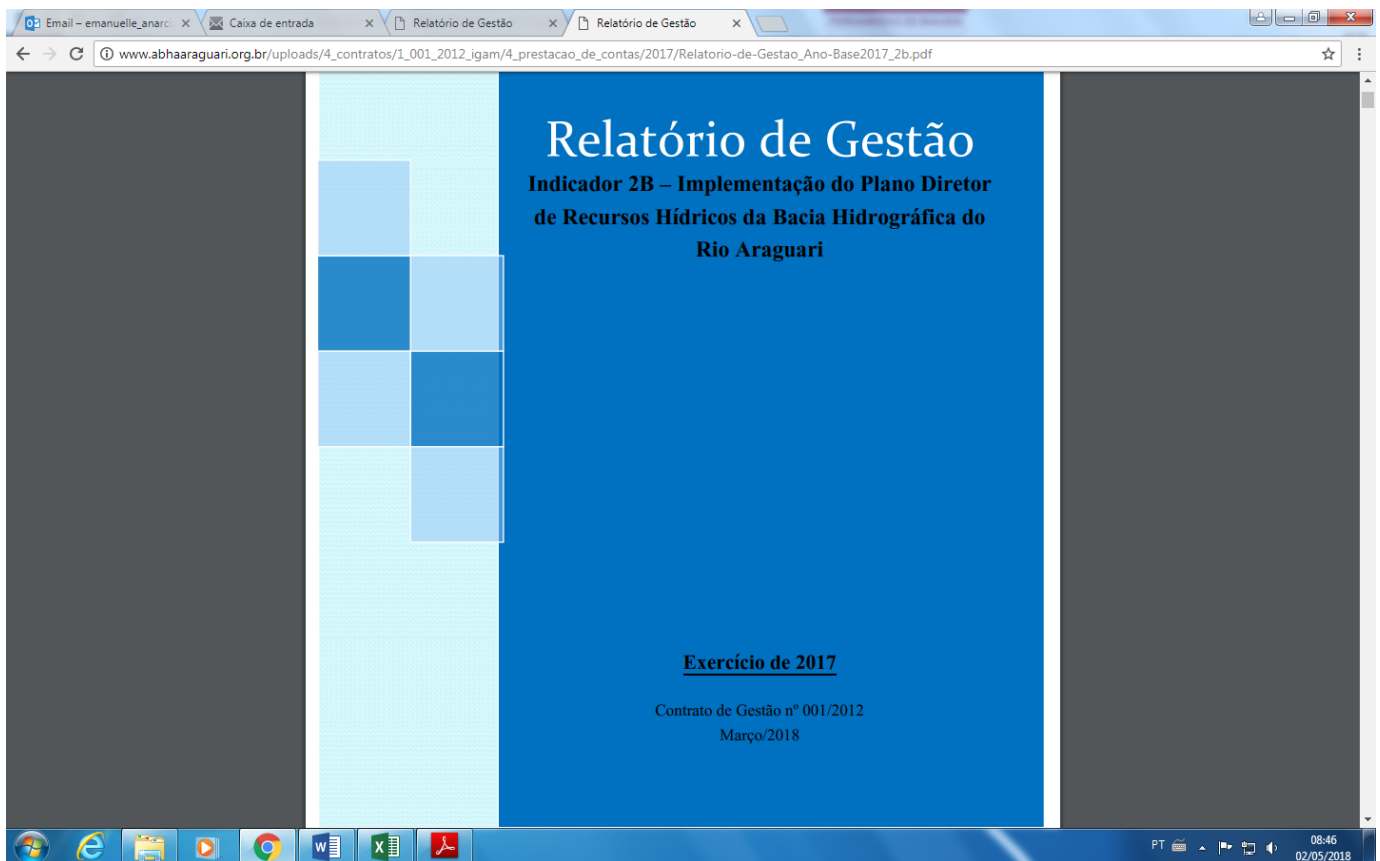 Email – emanuelle_anarc
Caixa de entrada
Relatório de Gestão
Relatório de Gestão
www.abhaaraguari.org.br/uploads/4_contratos/1_001_2012_igam/4_prestacao_de_contas/2017/Relatorio-de-Gestao_Ano-Base2017_2b.pdf
Relatório de Gestão
Indicador 2B – Implementação do Plano Diretor
de Recursos Hídricos da Bacia Hidrográfica do
Rio Araguari
Exercício de 2017
Contrato de Gestão nº 001/2012
Março/2018
PT
08:46
02/05/2018